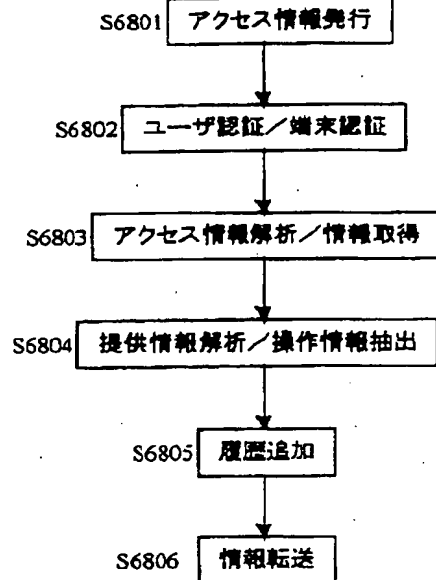 S6801 アクセス情報発行
S6802 ユーザ認証／端末認証
S6803 アクセス情報解析／情報取得
S6804 提供情報解析／操作情報抽出
S6805 履歴追加
S6806 情報転送